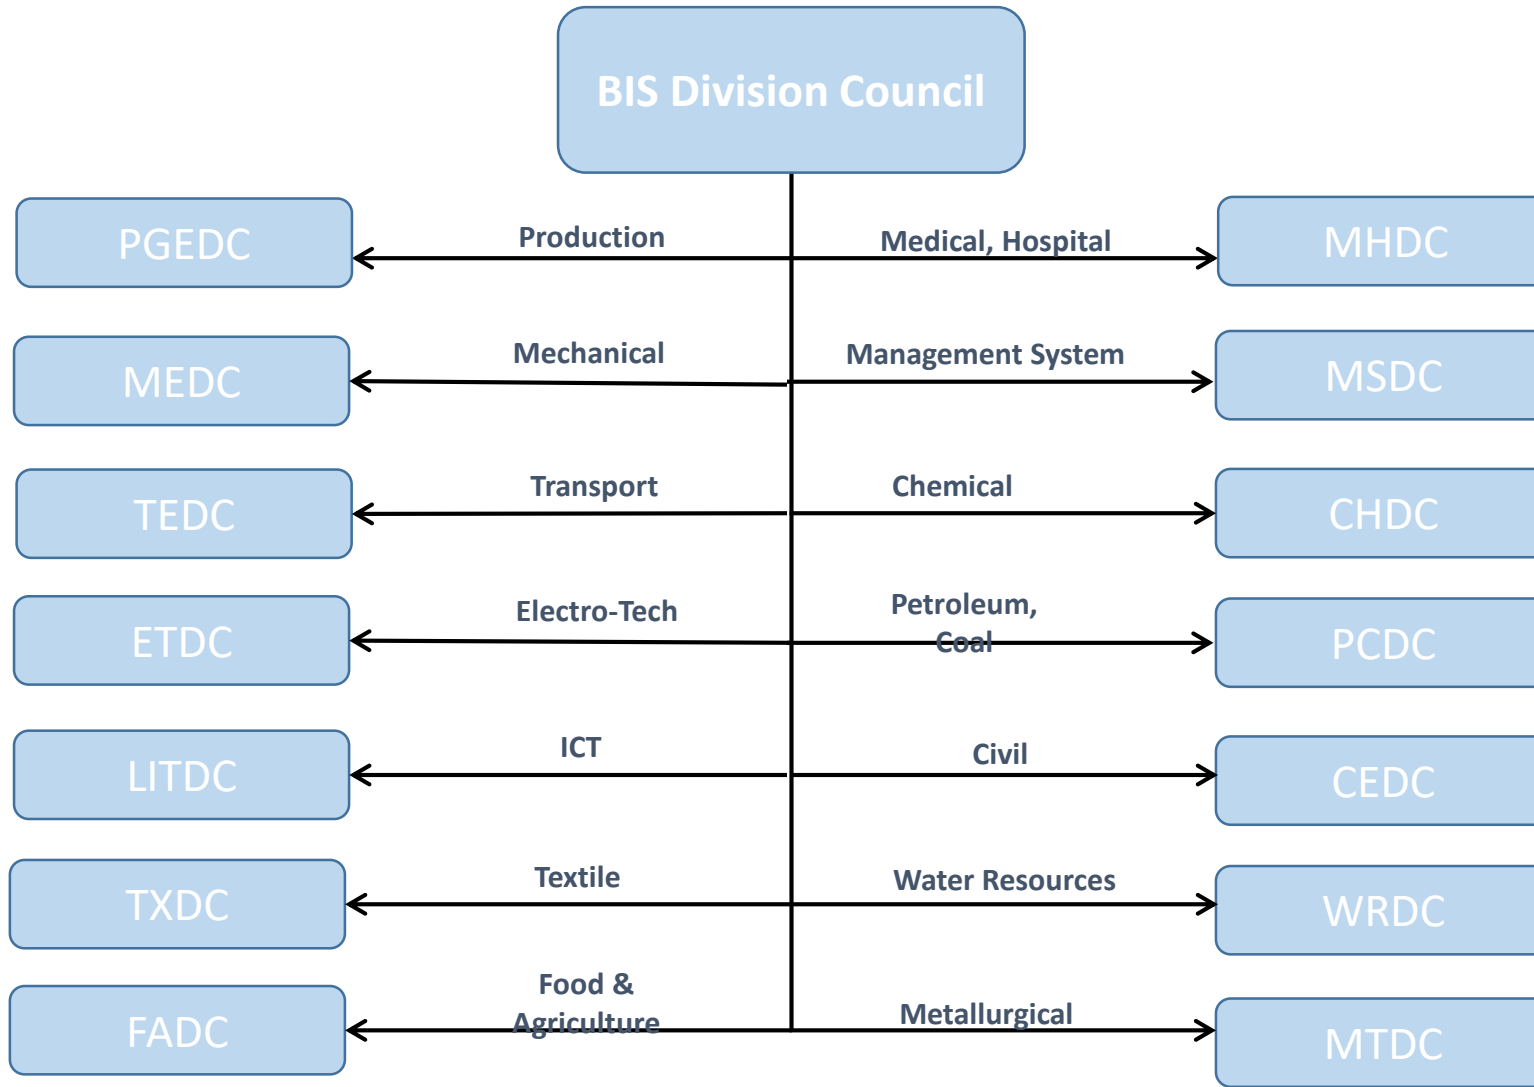 BIS Division Council
PGEDC
Production
Medical, Hospital
MHDC
MEDC
Mechanical
Management System
MSDC
TEDC
Transport
Chemical
CHDC
ETDC
Electro-Tech
Petroleum,
Coal
PCDC
LITDC
ICT
Civil
CEDC
TXDC
Textile
Water Resources
WRDC
FADC
Food &
Agriculture
Metallurgical
MTDC